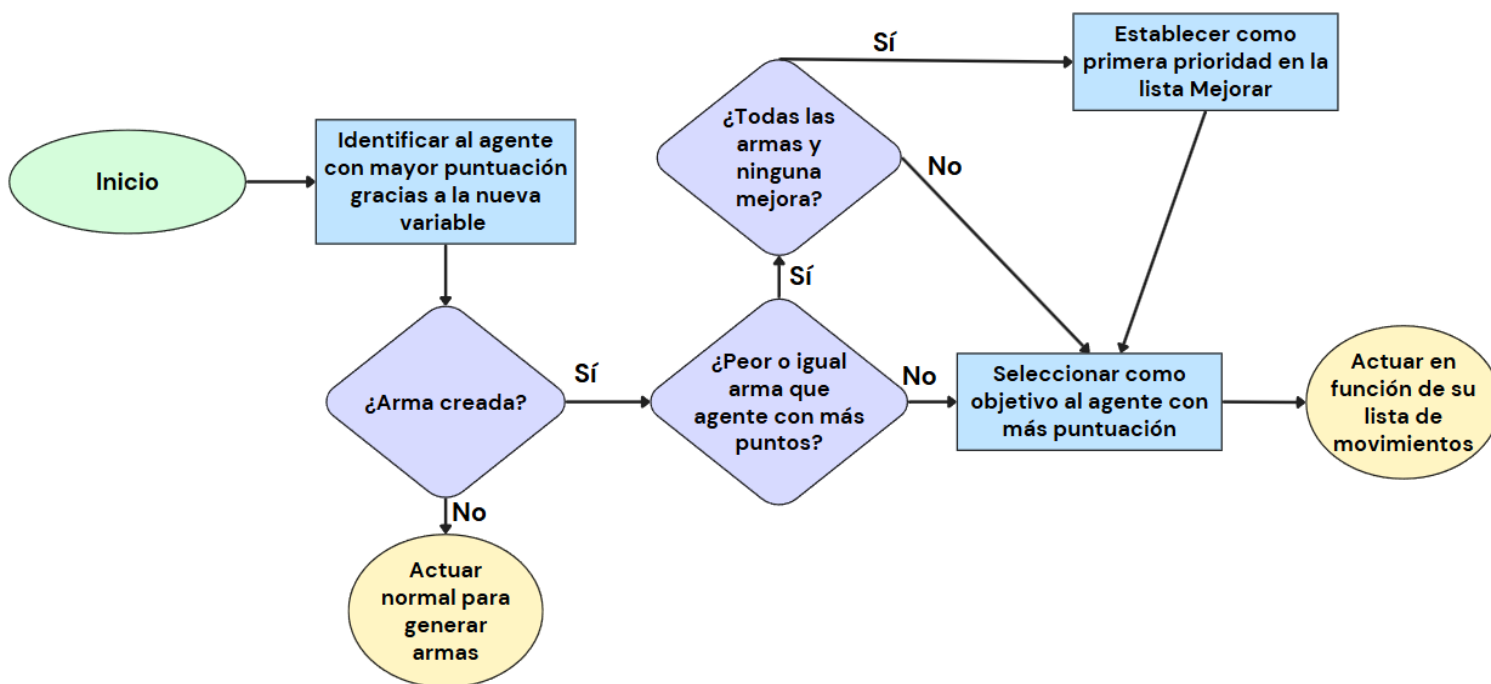 Inicio
Identificar al agente
con mayor puntuación
gracias a la nueva
variable
¿Arma creada?
No
Actuar
normal para
generar
armas
Sí
¿Peor o igual
arma que
agente con más
puntos?
Sí
¿Todas las
armas y
ninguna
mejora?
Sí
Establecer como
primera prioridad en la
lista Mejorar
No
No
Seleccionar como
objetivo al agente con
más puntuación
Actuar en
función de su
lista de
movimientos